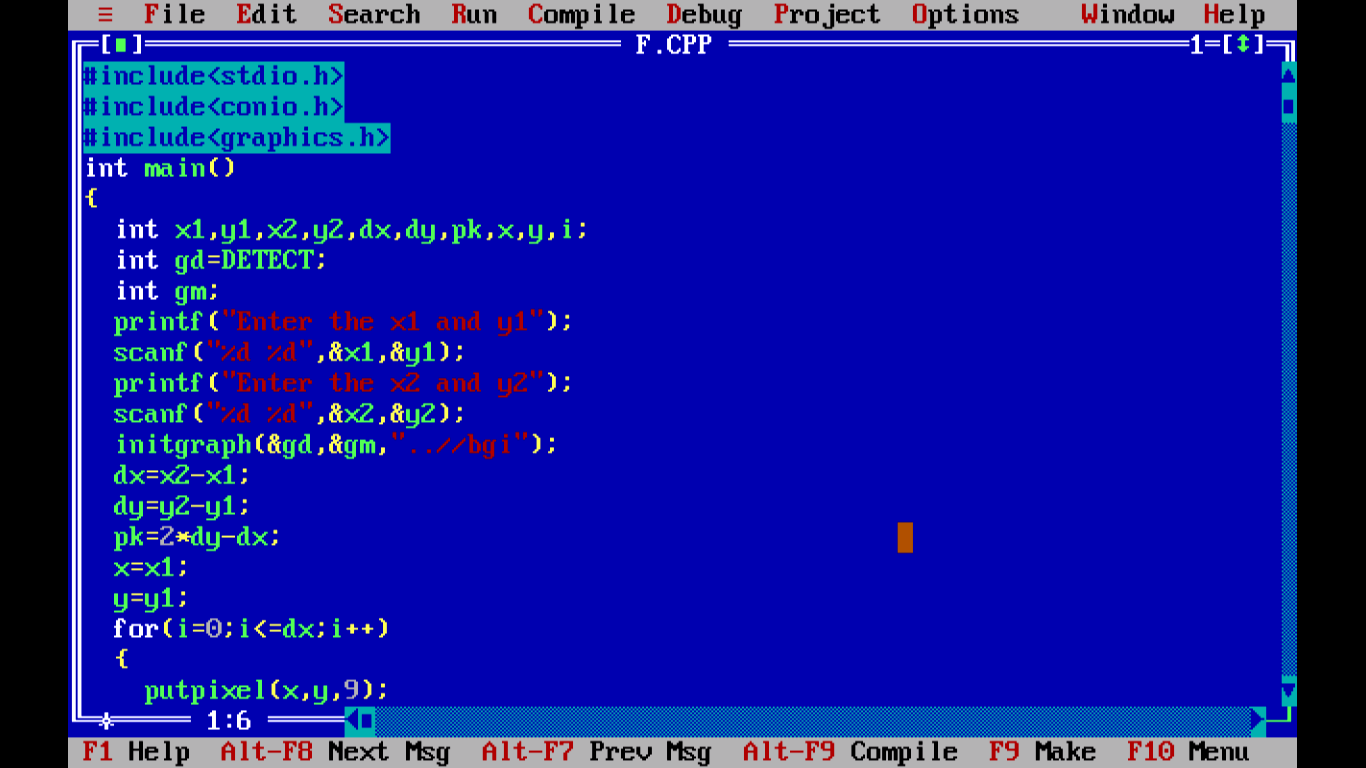 ≡ File Edit Search Run Compile Debug Project Options Window Help
[■] F.CPP 1=[↕]
#include<stdio.h>
#include<conio.h>
#include<graphics.h>
int main()
{
  int x1,y1,x2,y2,dx,dy,pk,x,y,i;
  int gd=DETECT;
  int gm;
  printf("Enter the x1 and y1");
  scanf("%d %d",&x1,&y1);
  printf("Enter the x2 and y2");
  scanf("%d %d",&x2,&y2);
  initgraph(&gd,&gm,"..//bgi");
  dx=x2-x1;
  dy=y2-y1;
  pk=2*dy-dx;
  x=x1;
  y=y1;
  for(i=0;i<=dx;i++)
  {
    putpixel(x,y,9);
1:6
F1 Help Alt-F8 Next Msg Alt-F7 Prev Msg Alt-F9 Compile F9 Make F10 Menu